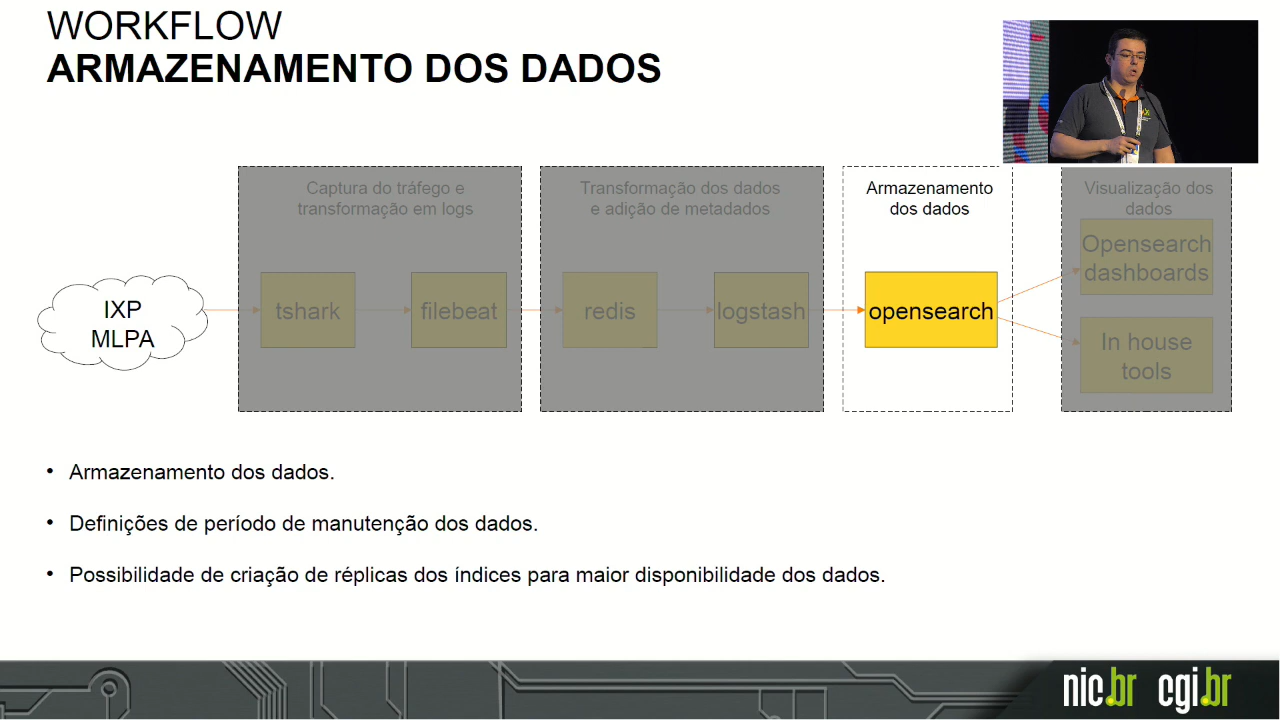 WORKFLOW
ARMAZENAMENTO DOS DADOS
Captura do tráfego e
transformação em logs
Transformação dos dados
e adição de metadados
Armazenamento
dos dados
Visualização dos
dados
IXP
MLPA
tshark
filebeat
redis
logstash
opensearch
Opensearch
dashboards
In house
tools
• Armazenamento dos dados.
• Definições de período de manutenção dos dados.
• Possibilidade de criação de réplicas dos índices para maior disponibilidade dos dados.
nic.br cgi.br